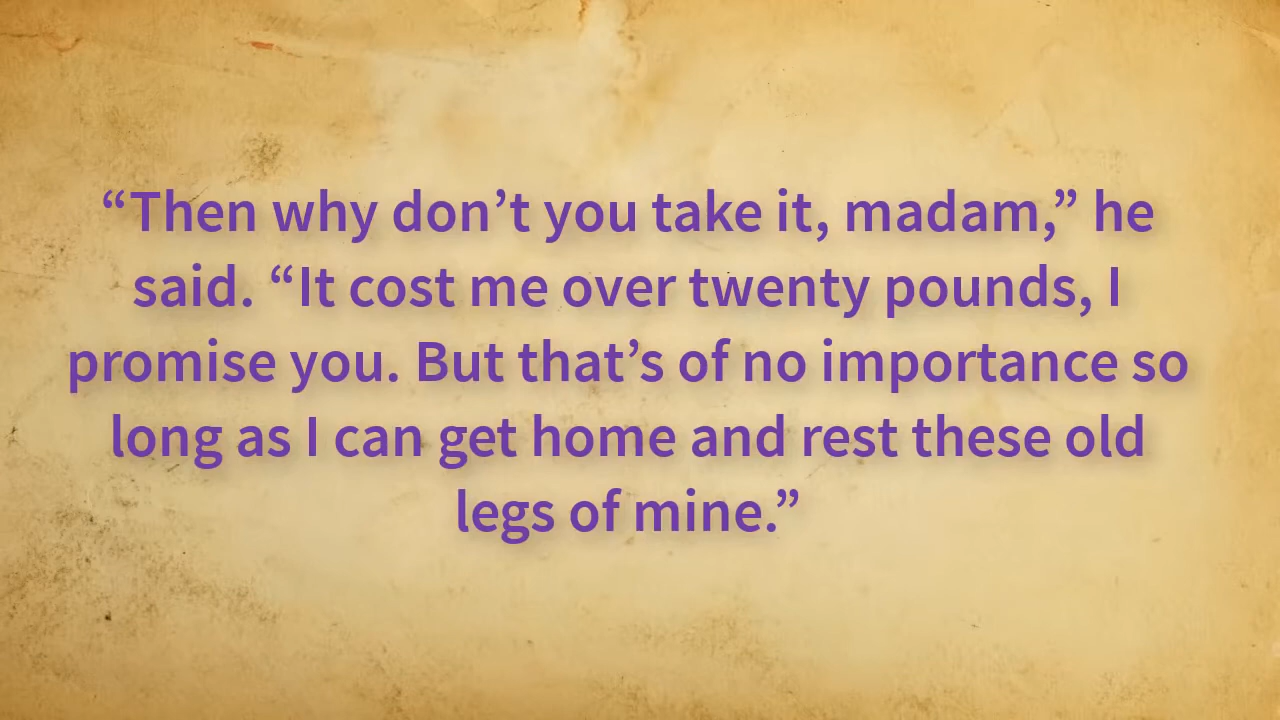 “Then why don’t you take it, madam,” he
said. “It cost me over twenty pounds, I
promise you. But that’s of no importance so
long as I can get home and rest these old
legs of mine.”